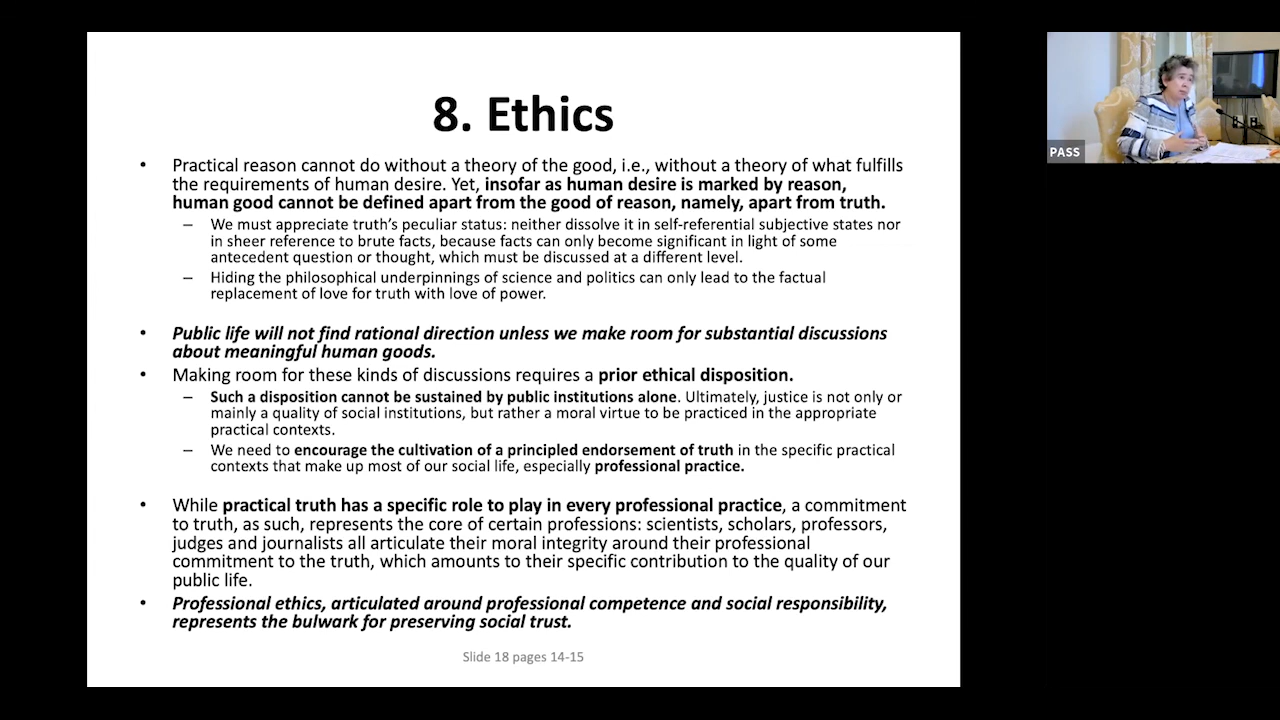 8. Ethics
• Practical reason cannot do without a theory of the good, i.e., without a theory of what fulfills
the requirements of human desire. Yet, insofar as human desire is marked by reason,
human good cannot be defined apart from the good of reason, namely, apart from truth.
– We must appreciate truth's peculiar status: neither dissolve it in self-referential subjective states nor
in sheer reference to brute facts, because facts can only become significant in light of some
antecedent question or thought, which must be discussed at a different level.
– Hiding the philosophical underpinnings of science and politics can only lead to the factual
replacement of love for truth with love of power.
• Public life will not find rational direction unless we make room for substantial discussions
about meaningful human goods.
• Making room for these kinds of discussions requires a prior ethical disposition.
– Such a disposition cannot be sustained by public institutions alone. Ultimately, justice is not only or
mainly a quality of social institutions, but rather a moral virtue to be practiced in the appropriate
practical contexts.
– We need to encourage the cultivation of a principled endorsement of truth in the specific practical
contexts that make up most of our social life, especially professional practice.
• While practical truth has a specific role to play in every professional practice, a commitment
to truth, as such, represents the core of certain professions: scientists, scholars, professors,
judges and journalists all articulate their moral integrity around their professional
commitment to the truth, which amounts to their specific contribution to the quality of our
public life.
• Professional ethics, articulated around professional competence and social responsibility,
represents the bulwark for preserving social trust.
Slide 18 pages 14-15
PASS